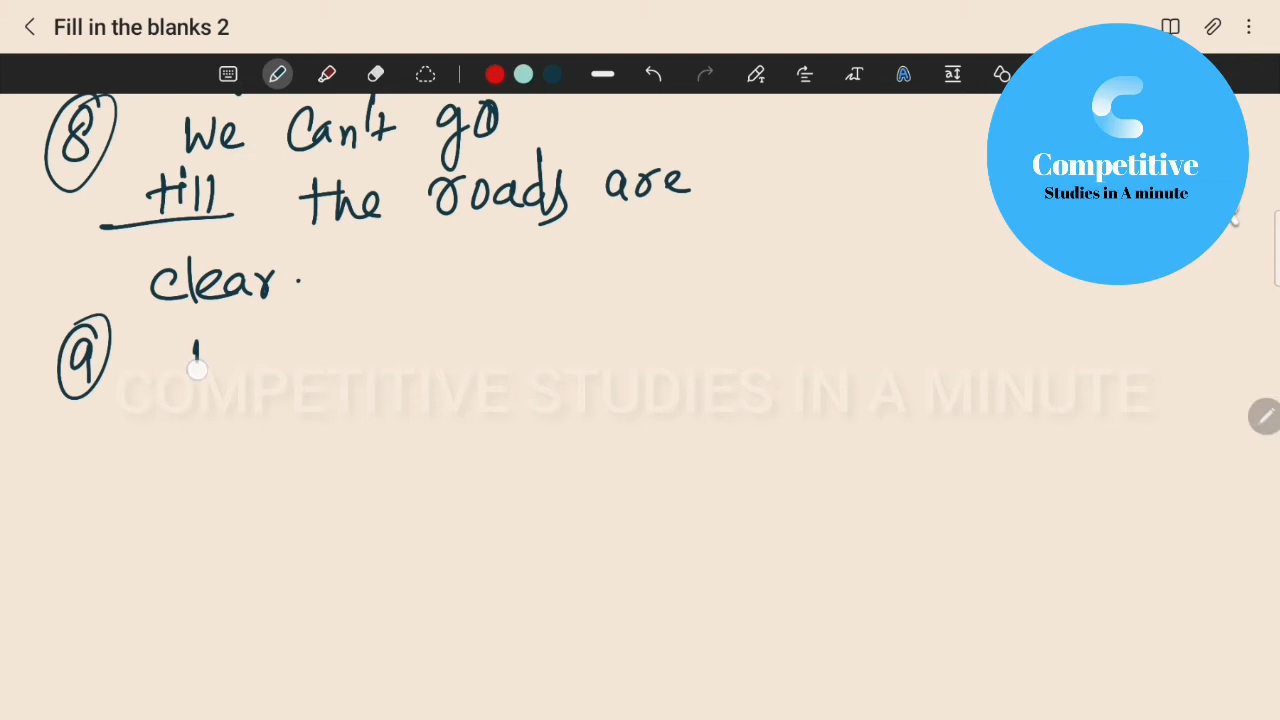 Fill in the blanks 2
Competitive
Studies in A minute
8 We can't go
till the roads are
clear.
9
COMPETITIVE STUDIES IN A MINUTE